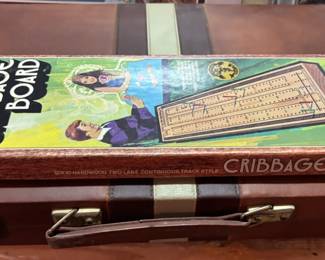 BOARD
SOLID HARDWOOD TWO LANE CONTINUOUS TRACK STYLE
CRIBBAGE